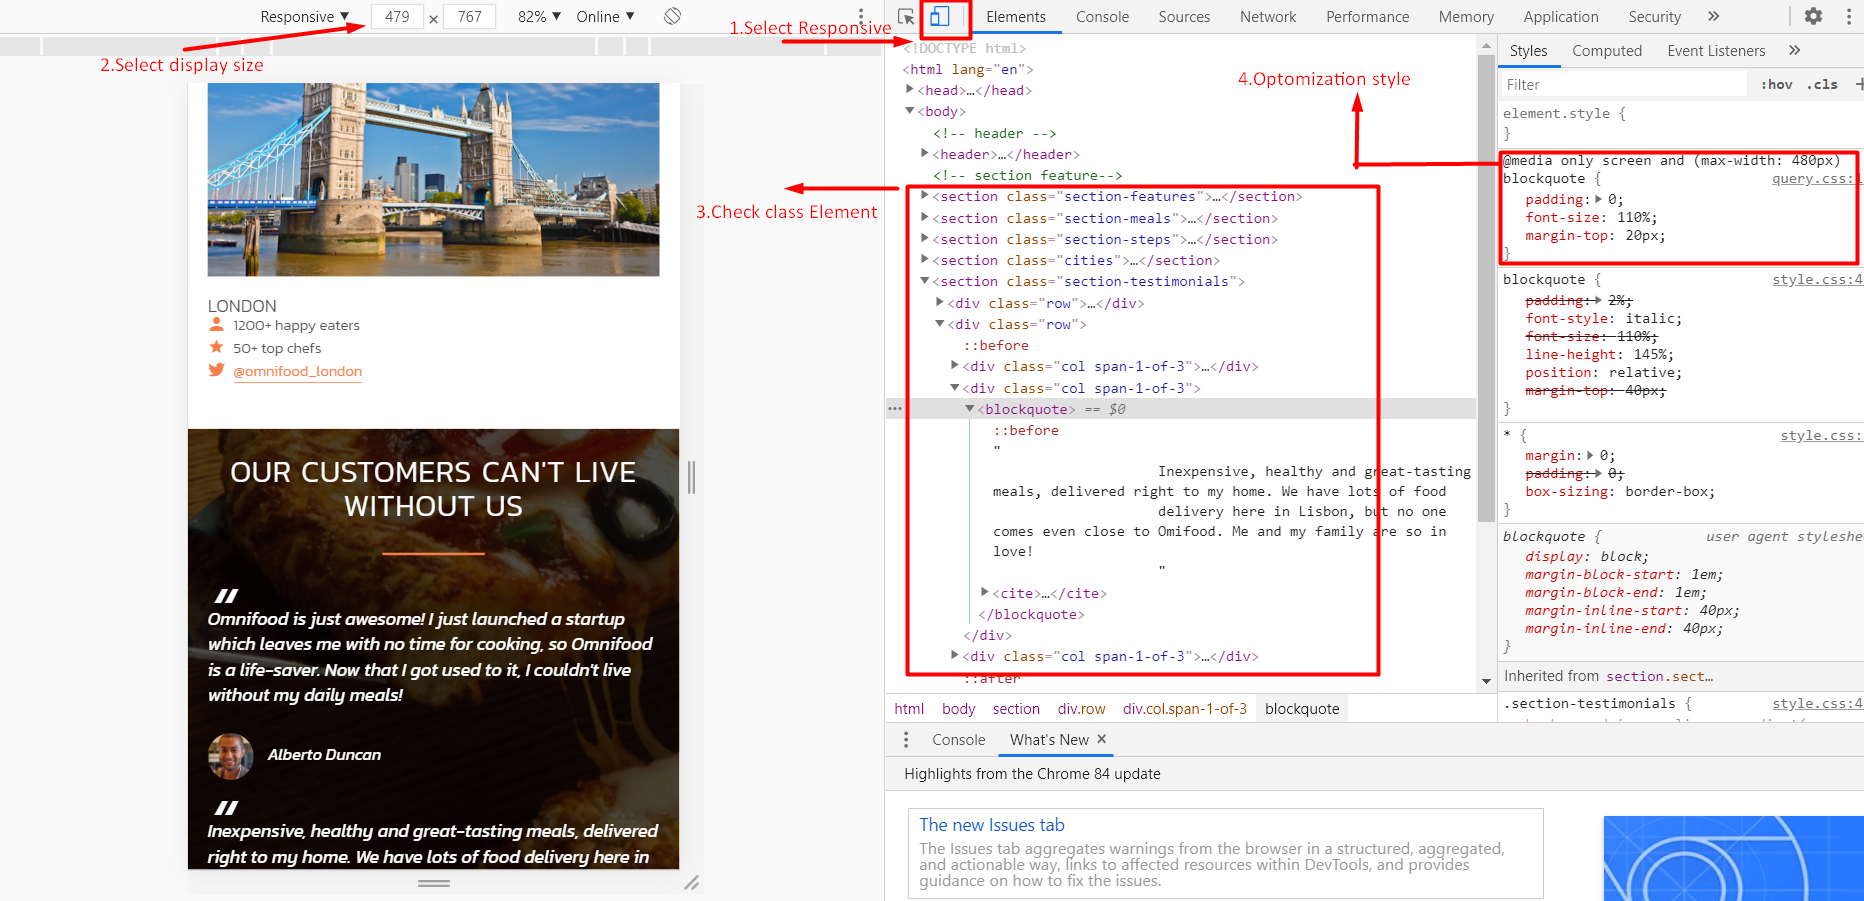 Responsive ▼ 479 × 767 82% ▼ Online ▼
1.Select Responsive
2.Select display size
3.Check class Element
4.Optomization style
LONDON
1200+ happy eaters
50+ top chefs
@omnifood_london
OUR CUSTOMERS CAN'T LIVE
WITHOUT US
Omnifood is just awesome! I just launched a startup
which leaves me with no time for cooking, so Omnifood
is a life-saver. Now that I got used to it, I couldn't live
without my daily meals!
Alberto Duncan
Inexpensive, healthy and great-tasting meals, delivered
right to my home. We have lots of food delivery here in
Elements Console Sources Network Performance Memory Application Security »
<!DOCTYPE html>
<html lang="en">
<head>…</head>
<body>
<!-- header -->
<header>…</header>
<!-- section feature-->
<section class="section-features">…</section>
<section class="section-meals">…</section>
<section class="section-steps">…</section>
<section class="cities">…</section>
<section class="section-testimonials">
<div class="row">…</div>
<div class="row">
::before
<div class="col span-1-of-3">…</div>
<div class="col span-1-of-3">
<blockquote> == $0
::before
"
Inexpensive, healthy and great-tasting
meals, delivered right to my home. We have lots of food
delivery here in Lisbon, but no one
comes even close to Omifood. Me and my family are so in
love!
"
<cite>…</cite>
</blockquote>
</div>
<div class="col span-1-of-3">…</div>
::after
html body section div.row div.col.span-1-of-3 blockquote
Styles Computed Event Listeners »
Filter :hov .cls +
element.style {
}
@media only screen and (max-width: 480px)
blockquote { query.css:1
padding: 0;
font-size: 110%;
margin-top: 20px;
}
blockquote { style.css:4
padding: 2%;
font-style: italic;
font-size: 110%;
line-height: 145%;
position: relative;
margin-top: 40px;
}
* { style.css:
margin: 0;
padding: 0;
box-sizing: border-box;
}
blockquote { user agent styleshe
display: block;
margin-block-start: 1em;
margin-block-end: 1em;
margin-inline-start: 40px;
margin-inline-end: 40px;
}
Inherited from section.sect…
.section-testimonials { style.css:4
Console What's New ×
Highlights from the Chrome 84 update
The new Issues tab
The Issues tab aggregates warnings from the browser in a structured, aggregated,
and actionable way, links to affected resources within DevTools, and provides
guidance on how to fix the issues.